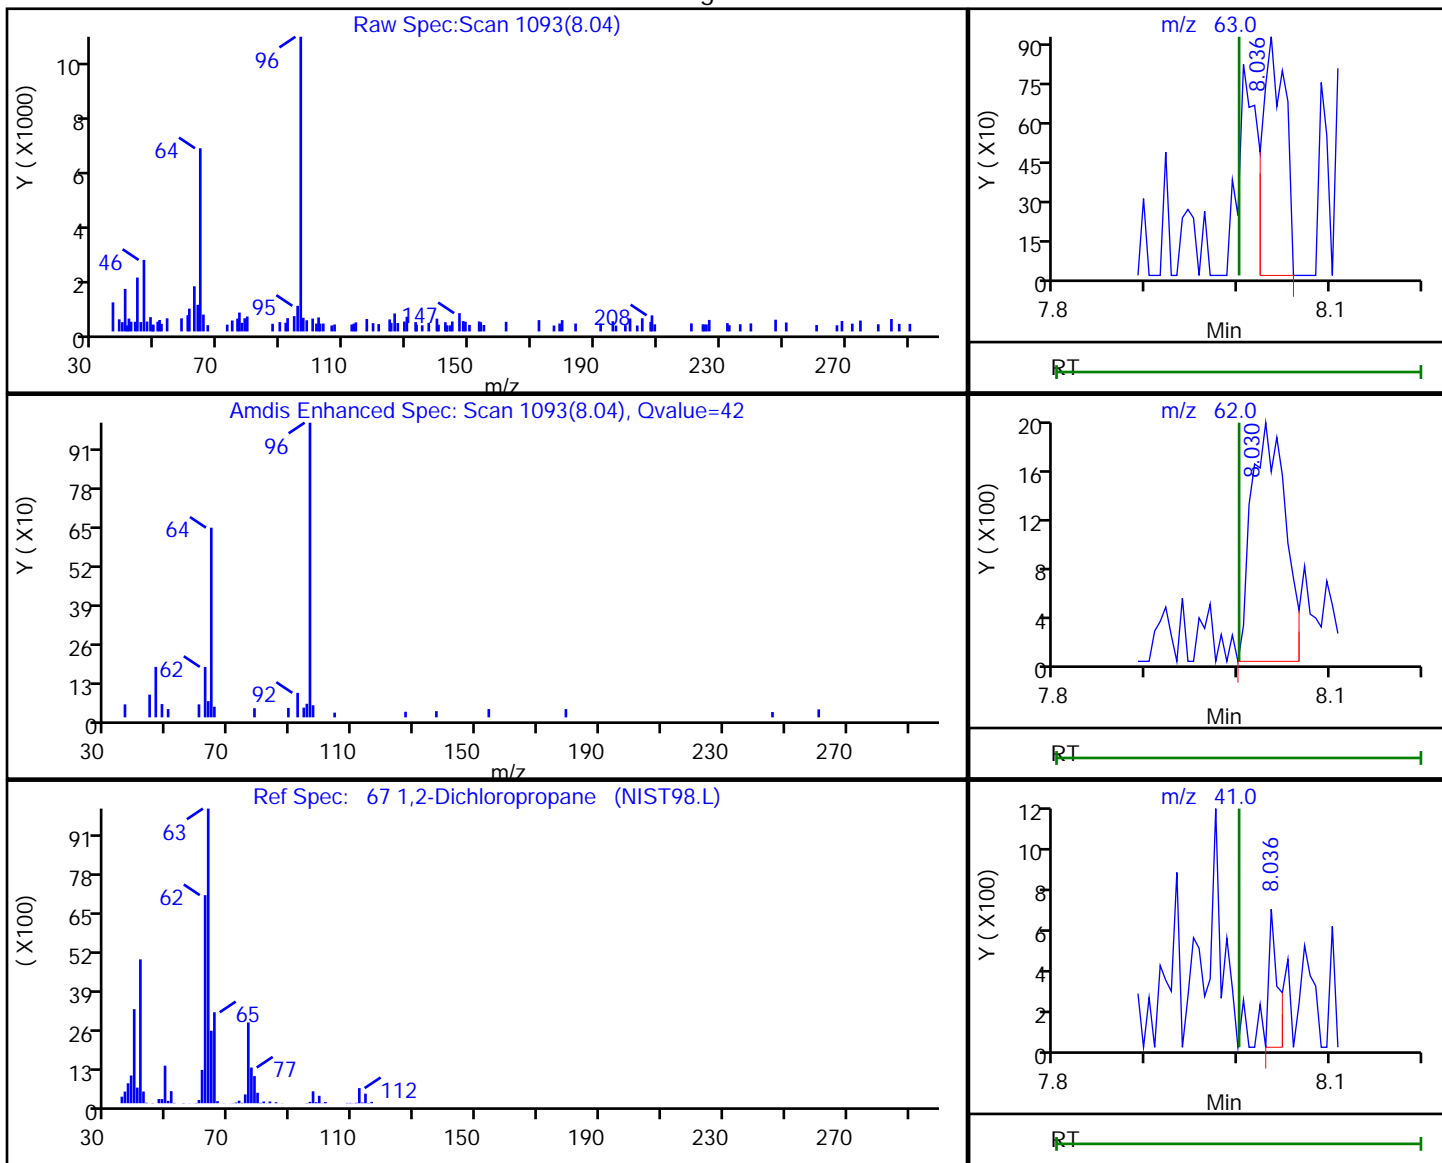 Raw Spec:Scan 1093(8.04)
Y ( X1000)
10
8
6
4
2
0
96
64
46
95
147
208
30 70 110 150 190 230 270
m/z
m/z 63.0
Y ( X10)
90
75
60
45
30
15
0
8.036
7.8 8.1
Min
RT
Amdis Enhanced Spec: Scan 1093(8.04), Qvalue=42
Y ( X10)
91
78
65
52
39
26
13
0
96
64
62
92
30 70 110 150 190 230 270
m/z
m/z 62.0
Y ( X100)
20
16
12
8
4
0
8.030
7.8 8.1
Min
RT
Ref Spec: 67 1,2-Dichloropropane (NIST98.L)
( X100)
91
78
65
52
39
26
13
0
63
62
65
77
112
30 70 110 150 190 230 270
m/z 41.0
Y ( X100)
12
10
8
6
4
2
0
8.036
7.8 8.1
Min
RT